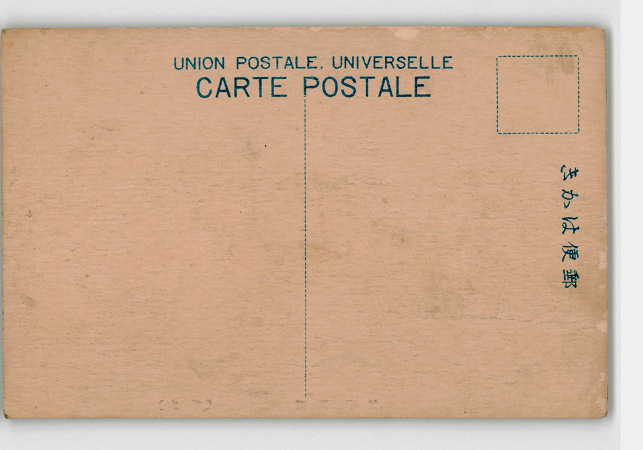 UNION POSTALE UNIVERSELLE
CARTE POSTALE
郵便はかき